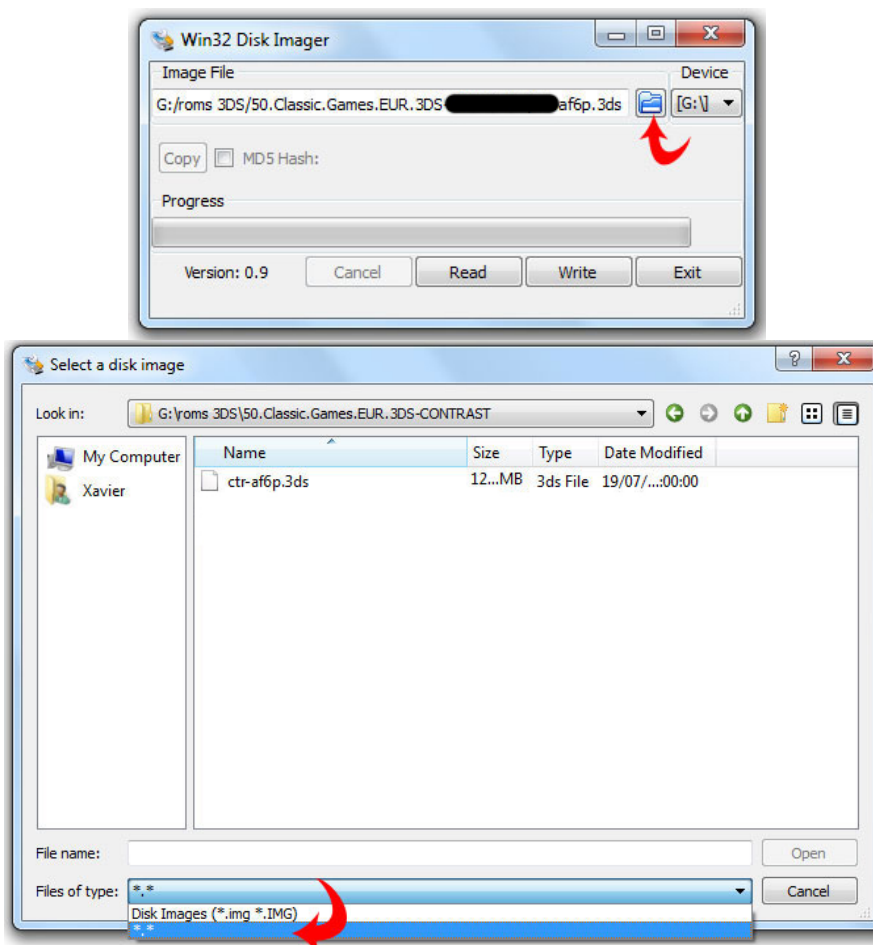 Win32 Disk Imager
Image File
Device
G:/roms 3DS/50.Classic.Games.EUR.3DS af6p.3ds
[G:\]
Copy
MD5 Hash:
Progress
Version: 0.9
Cancel
Read
Write
Exit
Select a disk image
Look in:
G:\roms 3DS\50.Classic.Games.EUR.3DS-CONTRAST
My Computer
Xavier
Name Size Type Date Modified
ctr-af6p.3ds 12...MB 3ds File 19/07/...:00:00
File name:
Open
Files of type:
*.*
Cancel
Disk Images (*.img *.IMG)
*.*